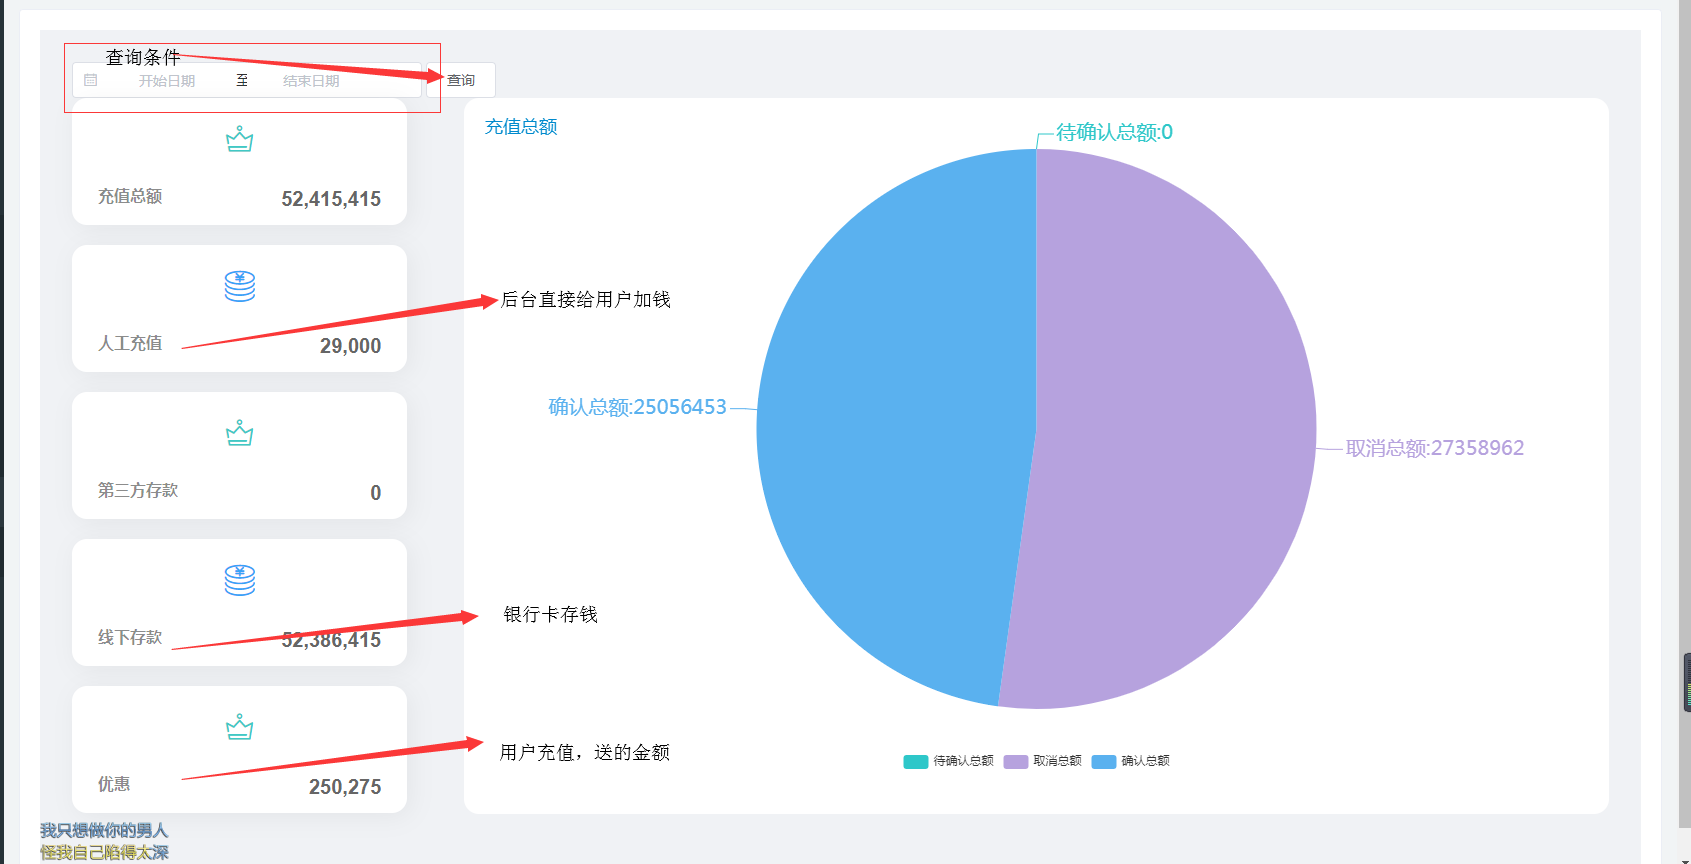 查询条件
开始日期 至 结束日期 查询
充值总额 52,415,415
人工充值 29,000
后台直接给用户加钱
第三方存款 0
线下存款 52,386,415
银行卡存钱
优惠 250,275
用户充值，送的金额
充值总额
待确认总额:0
确认总额:25056453
取消总额:27358962
待确认总额 取消总额 确认总额
我只想做你的男人
怪我自己陷得太深